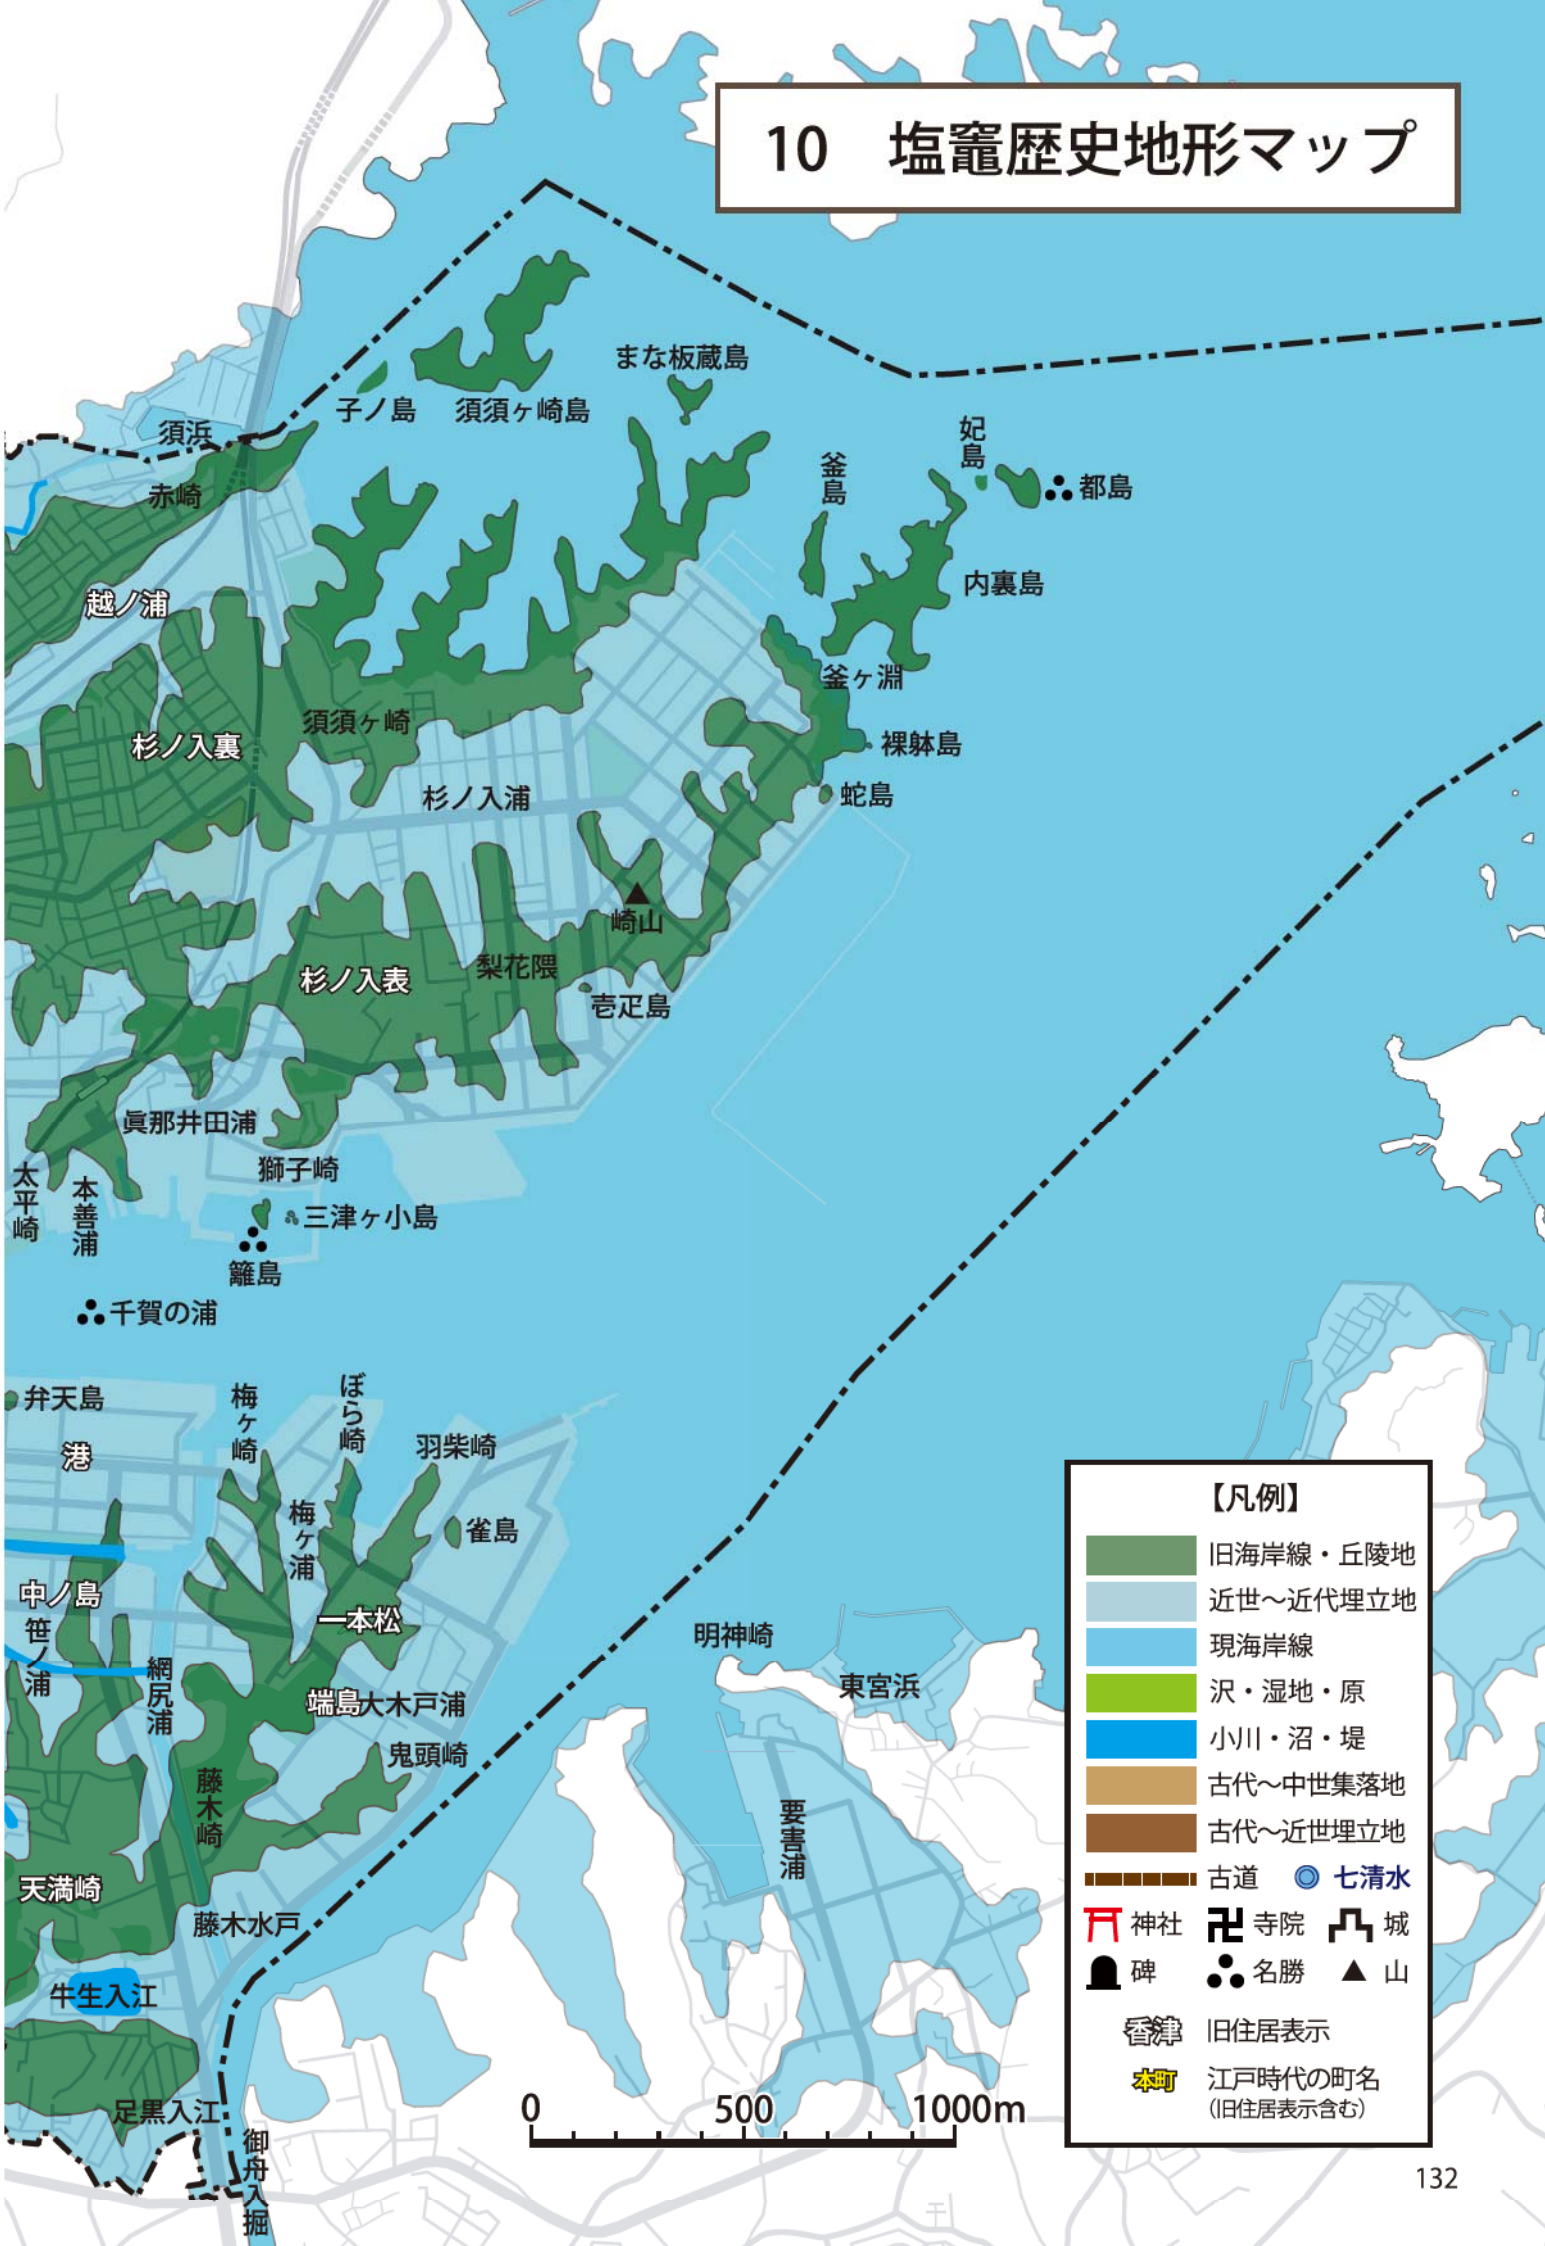 10　塩竈歴史地形マップ
まな板蔵島
子ノ島
須須ヶ崎島
須浜
妃島
釜島
都島
赤崎
内裏島
越ノ浦
釜ヶ淵
須須ヶ崎
杉ノ入裏
裸躰島
杉ノ入浦
蛇島
崎山
杉ノ入表
梨花隈
壱疋島
眞那井田浦
獅子崎
太平崎
本善浦
三津ヶ小島
籬島
千賀の浦
弁天島
梅ヶ崎
ぼら崎
羽柴崎
港
梅ヶ浦
雀島
中ノ島
一本松
笹ノ浦
網尻浦
明神崎
東宮浜
端島
大木戸浦
鬼頭崎
藤木崎
要害浦
天満崎
藤木水戸
牛生入江
足黒入江
御舟入掘
0
500
1000m
【凡例】
旧海岸線・丘陵地
近世～近代埋立地
現海岸線
沢・湿地・原
小川・沼・堤
古代～中世集落地
古代～近世埋立地
古道　七清水
神社　寺院　城
碑　名勝　山
香津　旧住居表示
本町　江戸時代の町名
（旧住居表示含む）
132